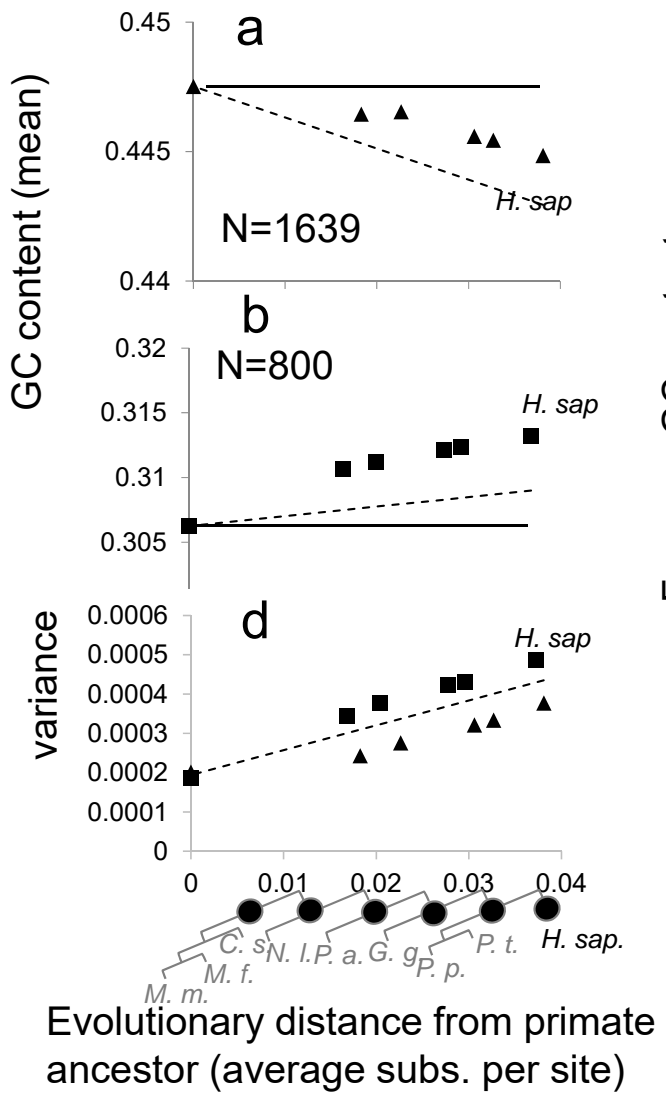 a
0.45
0.445
0.44
GC content (mean)
N=1639
H. sap
b
N=800
0.32
0.315
0.31
0.305
H. sap
d
0.0006
0.0005
0.0004
0.0003
0.0002
0.0001
0
variance
H. sap
0 0.01 0.02 0.03 0.04
M. m. M. f. C. s. N. l. P. a. G. g. P. p. P. t. H. sap.
Evolutionary distance from primate
ancestor (average subs. per site)